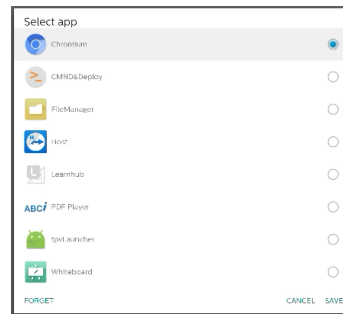 Select app
Chromium
CMND&Deploy
FileManager
Host
Learnhub
ABCi PDF Player
tpvLauncher
Whiteboard
FORGET CANCEL SAVE